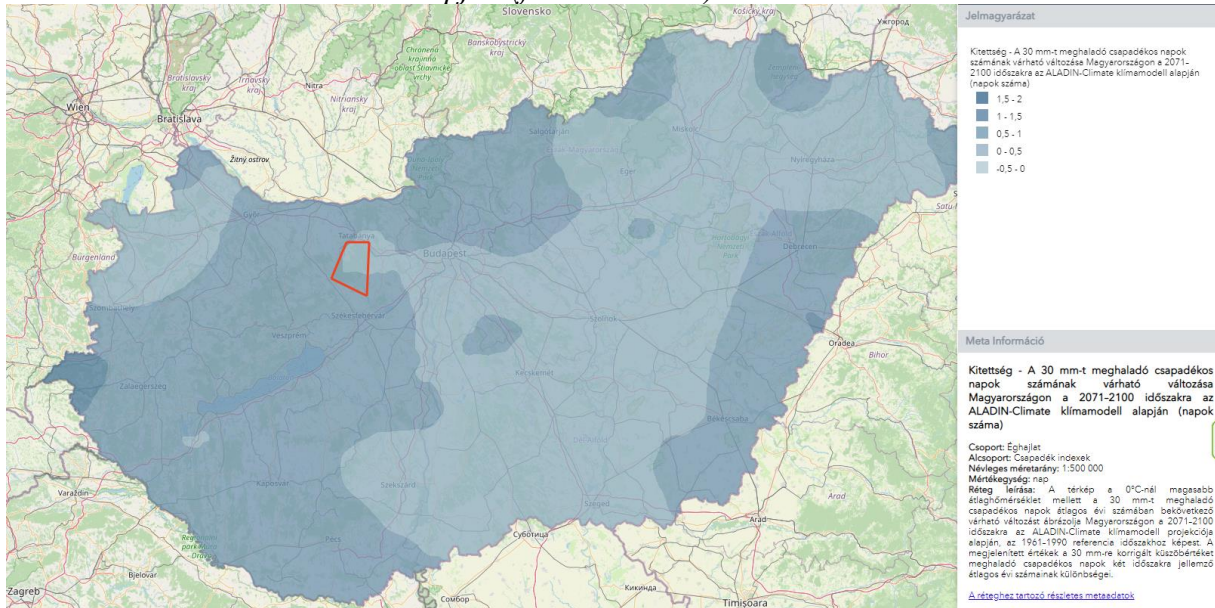 Slovensko
Košický kraj
Ужгород
Chránená krajinná oblasť Štiavnické vrchy
Banskobystrický kraj
Bratislavský kraj
Trnavský kraj
Nitra
Nitriansky kraj
Wien
Bratislava
Žitný ostrov
Salgótarján
Miskolc
Eger
Nyíregyháza
Satu
Győr
Tatabánya
Budapest
Debrecen
Burgenland
Szombathely
Székesfehérvár
Veszprém
Szolnok
Oradea
Bihor
Zalaegerszeg
Kecskemét
Békéscsaba
Kaposvár
Szekszárd
Szeged
Varaždin
Pécs
Arad
Arad
Суботица
Bjelovar
Zagreb
Сомбор
Кикинда
Timișoara
Jelmagyarázat
Kitettség - A 30 mm-t meghaladó csapadékos napok
számának várható változása Magyarországon a 2071–
2100 időszakra az ALADIN-Climate klímamodell alapján
(napok száma)
1,5 - 2
1 - 1,5
0,5 - 1
0 - 0,5
-0,5 - 0
Meta Információ
Kitettség - A 30 mm-t meghaladó csapadékos
napok számának várható változása
Magyarországon a 2071–2100 időszakra az
ALADIN-Climate klímamodell alapján (napok
száma)
Csoport: Éghajlat
Alcsoport: Csapadék indexek
Névleges méretarány: 1:500 000
Mértékegység: nap
Réteg leírása: A térkép a 0°C-nál magasabb
átlaghőmérséklet mellett a 30 mm-t meghaladó
csapadékos napok átlagos évi számában bekövetkező
várható változást ábrázolja Magyarországon a 2071–2100
időszakra az ALADIN-Climate klímamodell projekciója
alapján, az 1961–1990 referencia időszakhoz képest. A
megjelenített értékek a 30 mm-re korrigált küszöbértéket
meghaladó csapadékos napok két időszakra jellemző
átlagos évi számainak különbségei.
A réteghez tartozó részletes metaadatok